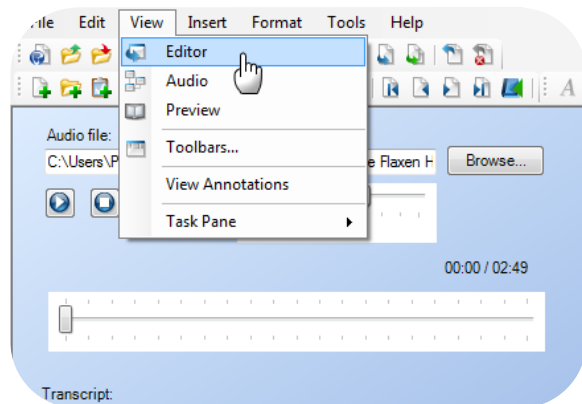 File Edit View Insert Format Tools Help
Editor
Audio
Preview
Toolbars...
View Annotations
Task Pane
A
Audio file:
C:\Users\P e Flaxen H Browse...
00:00 / 02:49
Transcript: